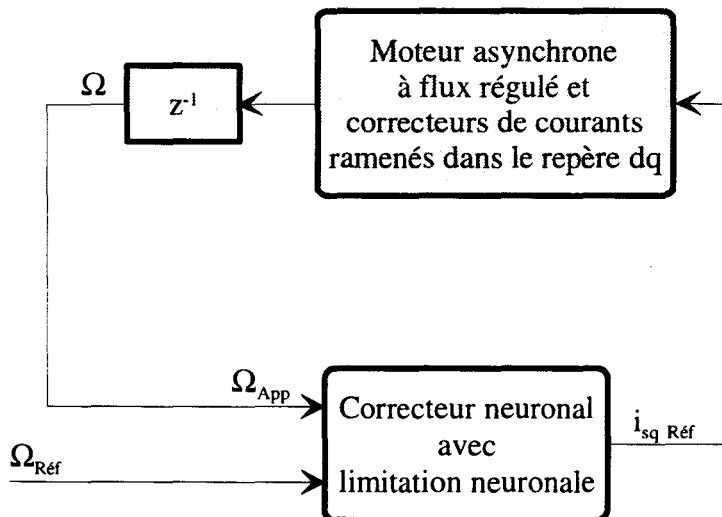 Moteur asynchrone
à flux régulé et
correcteurs de courants
ramenés dans le repère dq
z⁻¹
Ω
Ω_App
Ω_Réf
Correcteur neuronal
avec
limitation neuronale
i_sq Réf